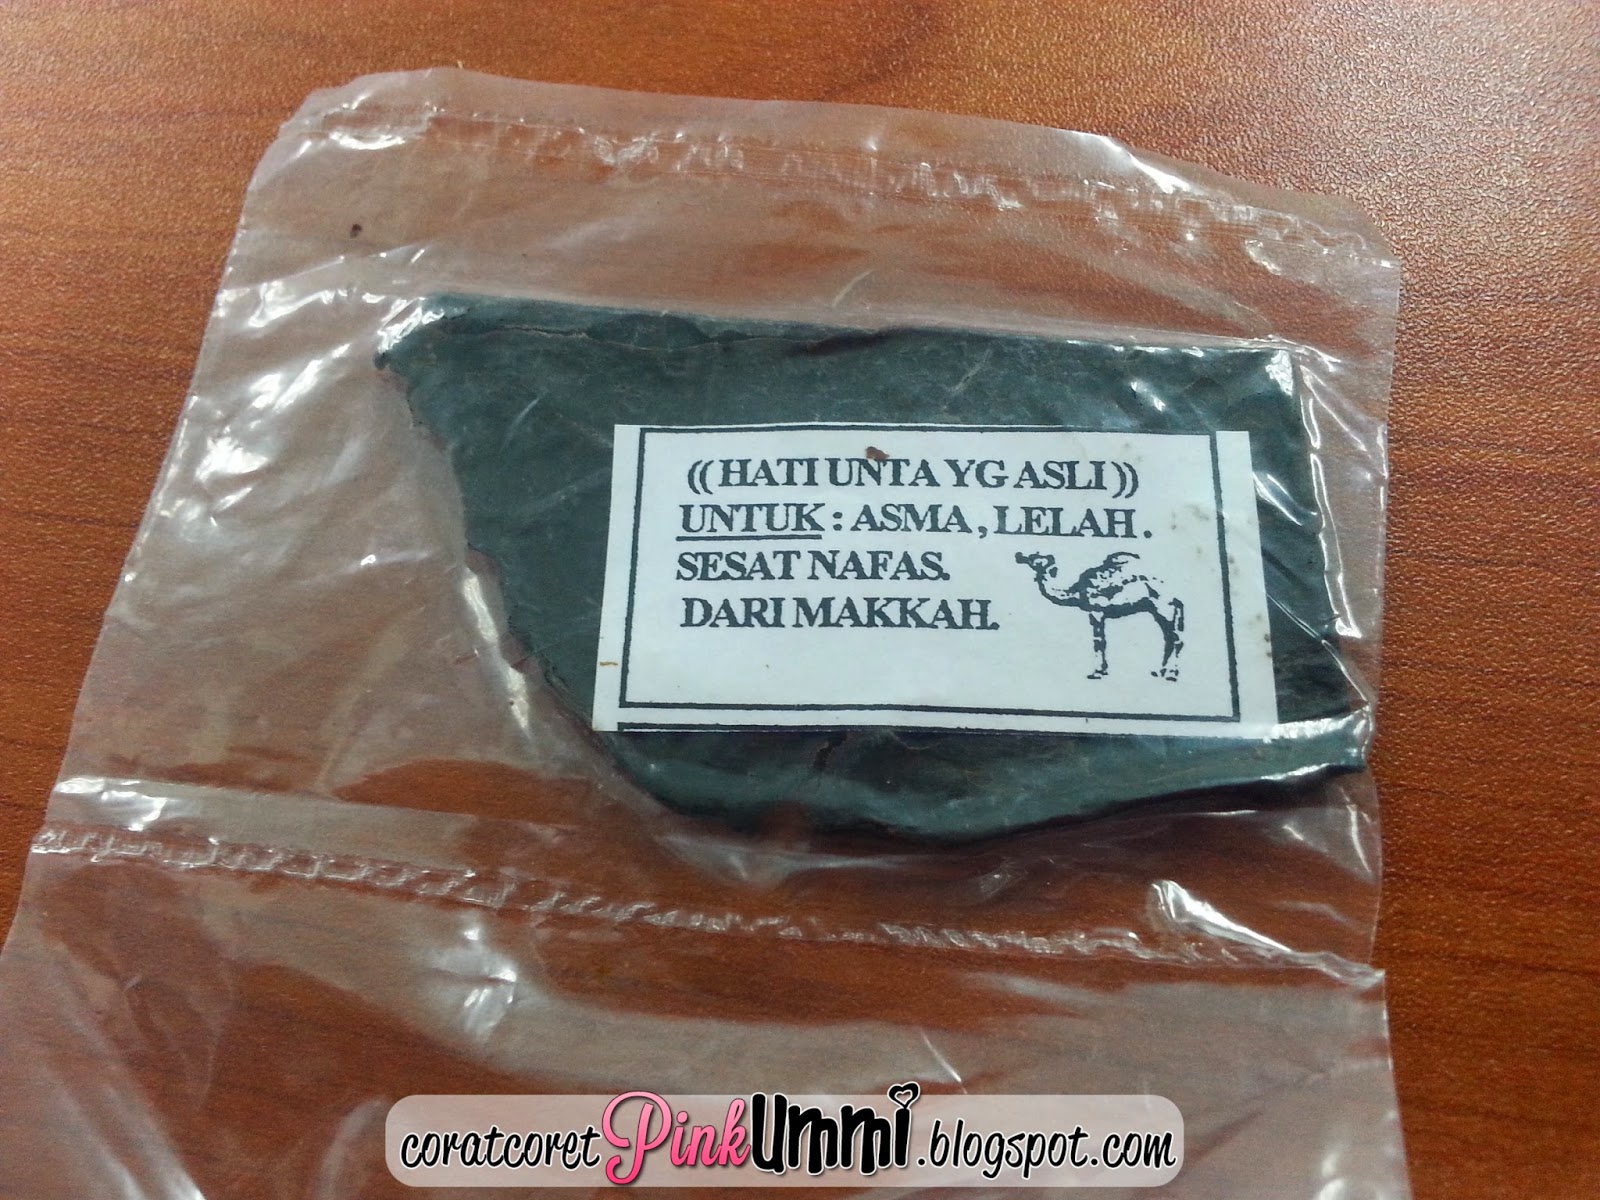 (( HATI UNTA YG ASLI ))
UNTUK : ASMA , LELAH .
SESAT NAFAS.
DARI MAKKAH.
coratcoretPinkUmmi.blogspot.com